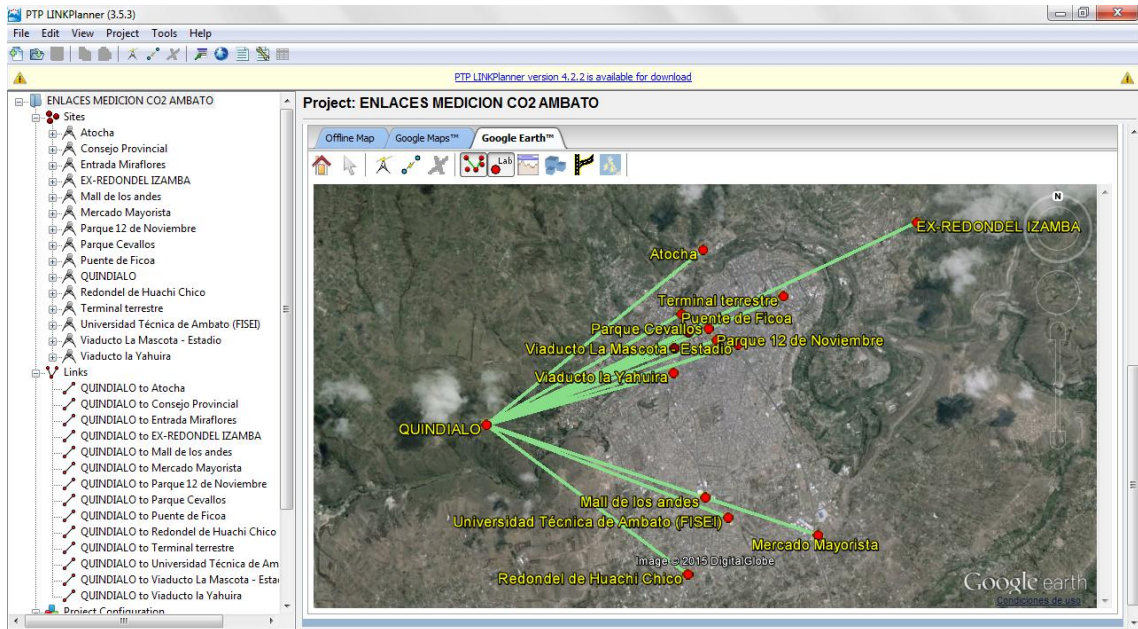 PTP LINKPlanner (3.5.3)
File Edit View Project Tools Help
PTP LINKPlanner version 4.2.2 is available for download
ENLACES MEDICION CO2 AMBATO
Sites
Atocha
Consejo Provincial
Entrada Miraflores
EX-REDONDEL IZAMBA
Mall de los andes
Mercado Mayorista
Parque 12 de Noviembre
Parque Cevallos
Puente de Ficoa
QUINDIALO
Redondel de Huachi Chico
Terminal terrestre
Universidad Técnica de Ambato (FISEI)
Viaducto La Mascota - Estadio
Viaducto la Yahuira
Links
QUINDIALO to Atocha
QUINDIALO to Consejo Provincial
QUINDIALO to Entrada Miraflores
QUINDIALO to EX-REDONDEL IZAMBA
QUINDIALO to Mall de los andes
QUINDIALO to Mercado Mayorista
QUINDIALO to Parque 12 de Noviembre
QUINDIALO to Parque Cevallos
QUINDIALO to Puente de Ficoa
QUINDIALO to Redondel de Huachi Chico
QUINDIALO to Terminal terrestre
QUINDIALO to Universidad Técnica de Am
QUINDIALO to Viaducto La Mascota - Esta
QUINDIALO to Viaducto la Yahuira
Project Configuration
Project: ENLACES MEDICION CO2 AMBATO
Offline Map Google Maps™ Google Earth™
Lab
N
EX-REDONDEL IZAMBA
Atocha
Terminal terrestre
Puente de Ficoa
Parque Cevallos
Parque 12 de Noviembre
Viaducto La Mascota - Estadio
Viaducto la Yahuira
QUINDIALO
Mall de los andes
Universidad Técnica de Ambato (FISEI)
Mercado Mayorista
Image © 2015 DigitalGlobe
Redondel de Huachi Chico
Google earth
Condiciones de uso